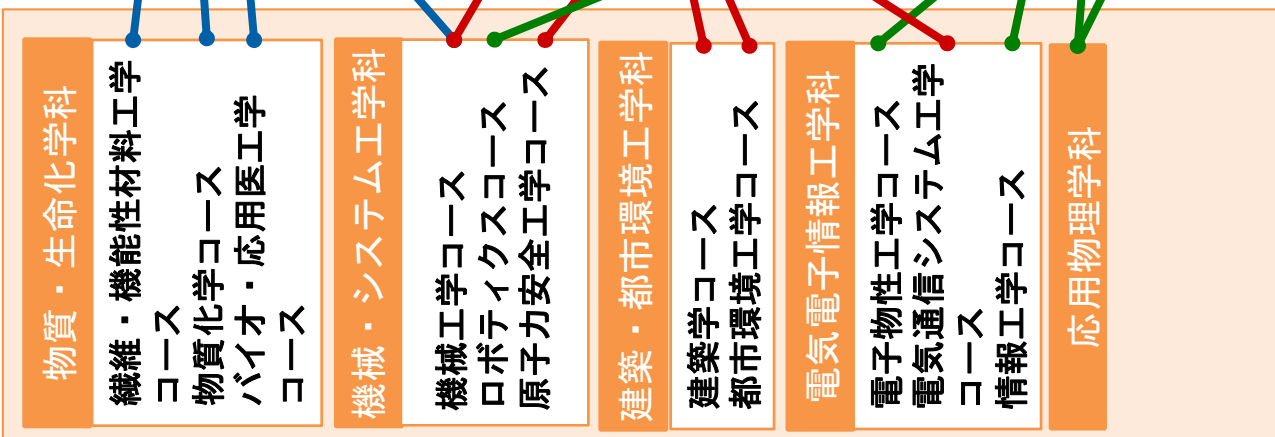 物質・生命化学科
繊維・機能性材料工学
コース
物質化学コース
バイオ・応用医工学
コース
機械・システム工学科
機械工学コース
ロボティクスコース
原子力安全工学コース
建築・都市環境工学科
建築学コース
都市環境工学コース
電気電子情報工学科
電子物性工学コース
電気通信システム工学
コース
情報工学コース
応用物理学科